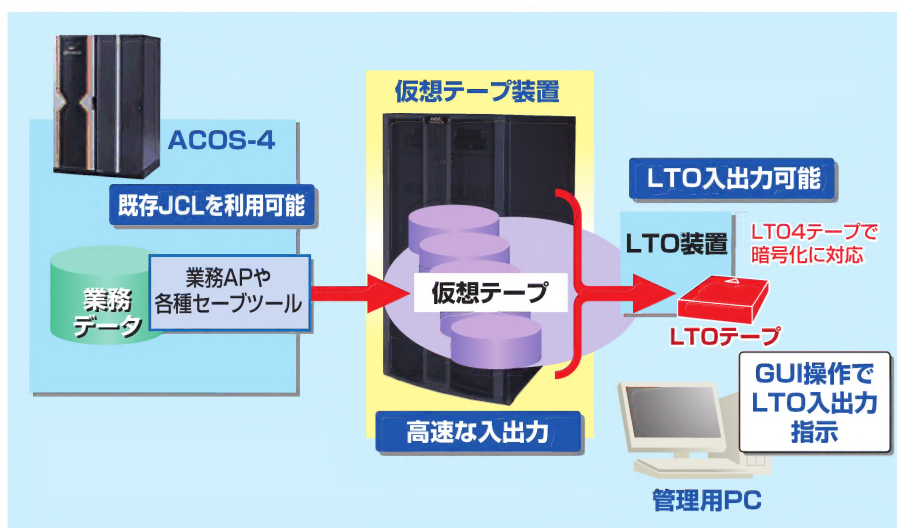 ACOS-4
既存JCLを利用可能
業務
データ
業務APや
各種セーブツール
仮想テープ装置
仮想テープ
高速な入出力
LTO入出力可能
LTO装置
LTO4テープで
暗号化に対応
LTOテープ
GUI操作で
LTO入出力
指示
管理用PC